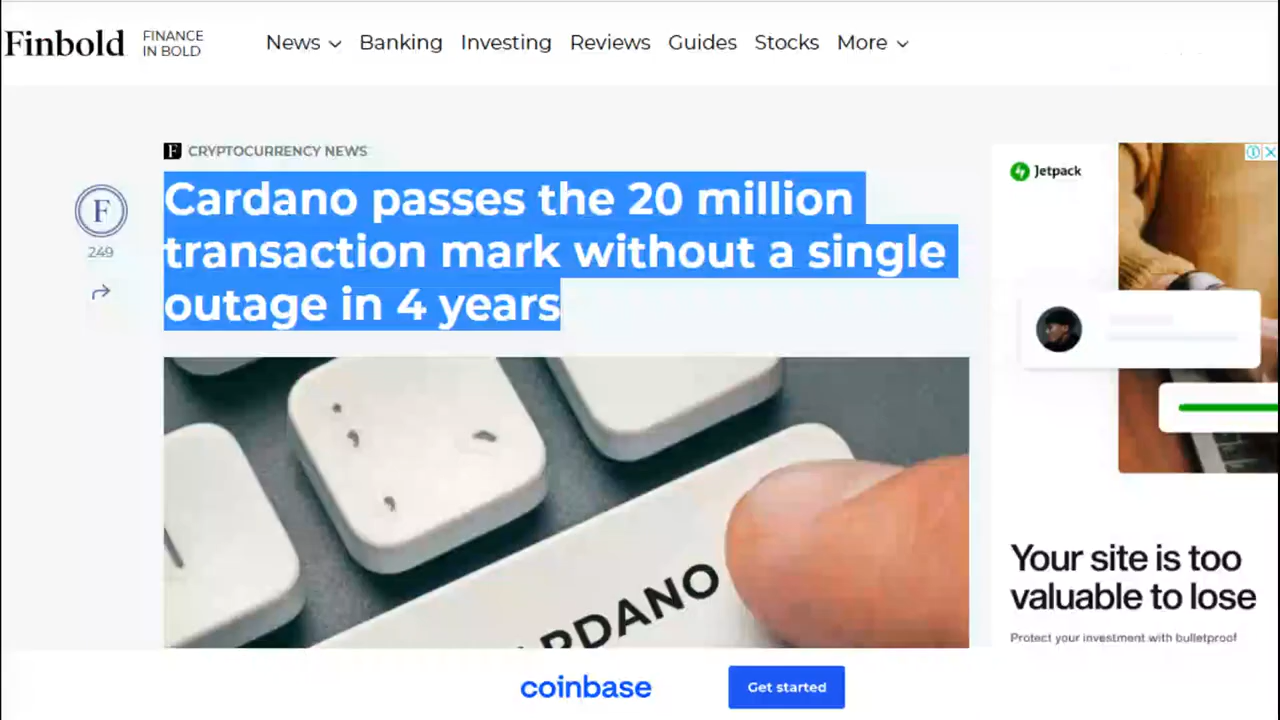 Finbold
FINANCE
IN BOLD
News
Banking
Investing
Reviews
Guides
Stocks
More
F CRYPTOCURRENCY NEWS
Cardano passes the 20 million
transaction mark without a single
outage in 4 years
F
249
Jetpack
ARDANO
Your site is too
valuable to lose
Protect your investment with bulletproof
coinbase
Get started